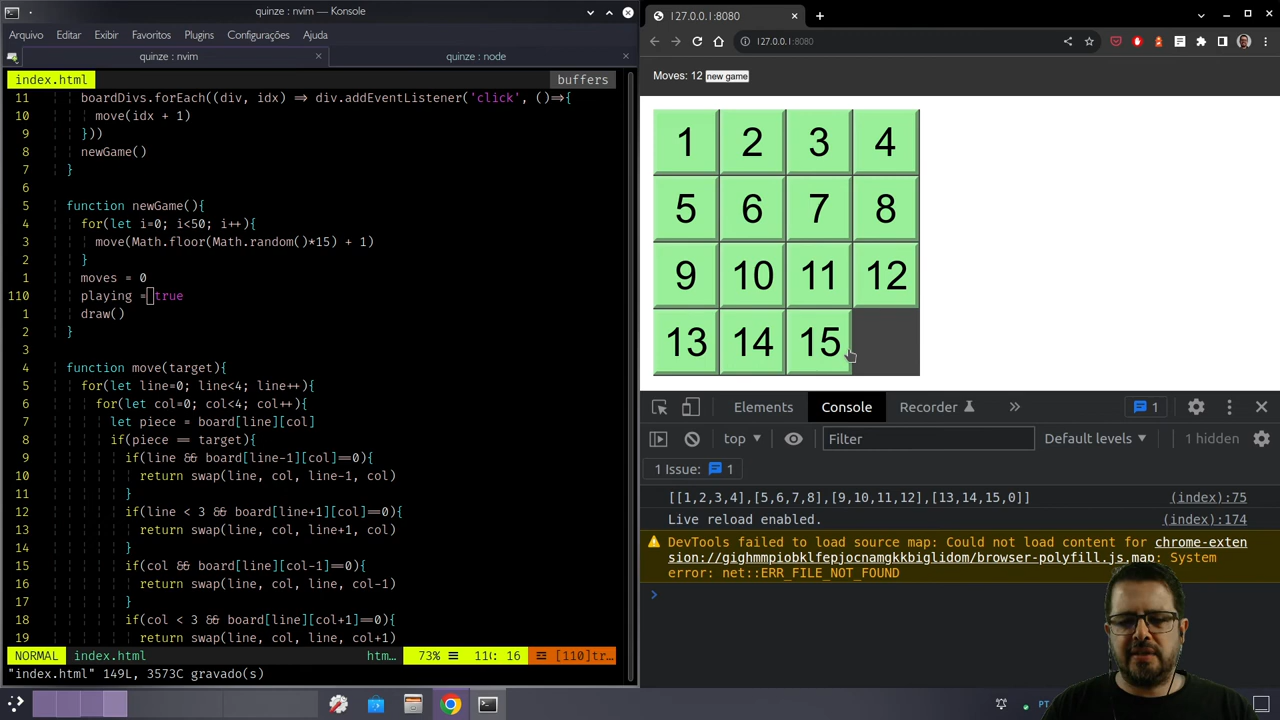 quinze : nvim — Konsole
Arquivo Editar Exibir Favoritos Plugins Configurações Ajuda
quinze : nvim
quinze : node
index.html buffers
11 boardDivs.forEach((div, idx) => div.addEventListener('click', ()=>{
10 move(idx + 1)
9 }))
8 newGame()
7 }
6
5 function newGame(){
4 for(let i=0; i<50; i++){
3 move(Math.floor(Math.random()*15) + 1)
2 }
1 moves = 0
110 playing = true
1 draw()
2 }
3
4 function move(target){
5 for(let line=0; line<4; line++){
6 for(let col=0; col<4; col++){
7 let piece = board[line][col]
8 if(piece == target){
9 if(line && board[line-1][col]==0){
10 return swap(line, col, line-1, col)
11 }
12 if(line < 3 && board[line+1][col]==0){
13 return swap(line, col, line+1, col)
14 }
15 if(col && board[line][col-1]==0){
16 return swap(line, col, line, col-1)
17 }
18 if(col < 3 && board[line][col+1]==0){
19 return swap(line, col, line, col+1)
NORMAL index.html htm… 73% 110: 16 [110]tr…
"index.html" 149L, 3573C gravado(s)
127.0.0.1:8080
127.0.0.1:8080
Moves: 12 new game
1 2 3 4
5 6 7 8
9 10 11 12
13 14 15
Elements Console Recorder 1
top Filter Default levels 1 hidden
1 Issue: 1
[[1,2,3,4],[5,6,7,8],[9,10,11,12],[13,14,15,0]] (index):75
Live reload enabled. (index):174
DevTools failed to load source map: Could not load content for chrome-exten
sion://gighmmpiobklfepjocnamgkkbiglidom/browser-polyfill.js.map: System
error: net::ERR_FILE_NOT_FOUND
PT